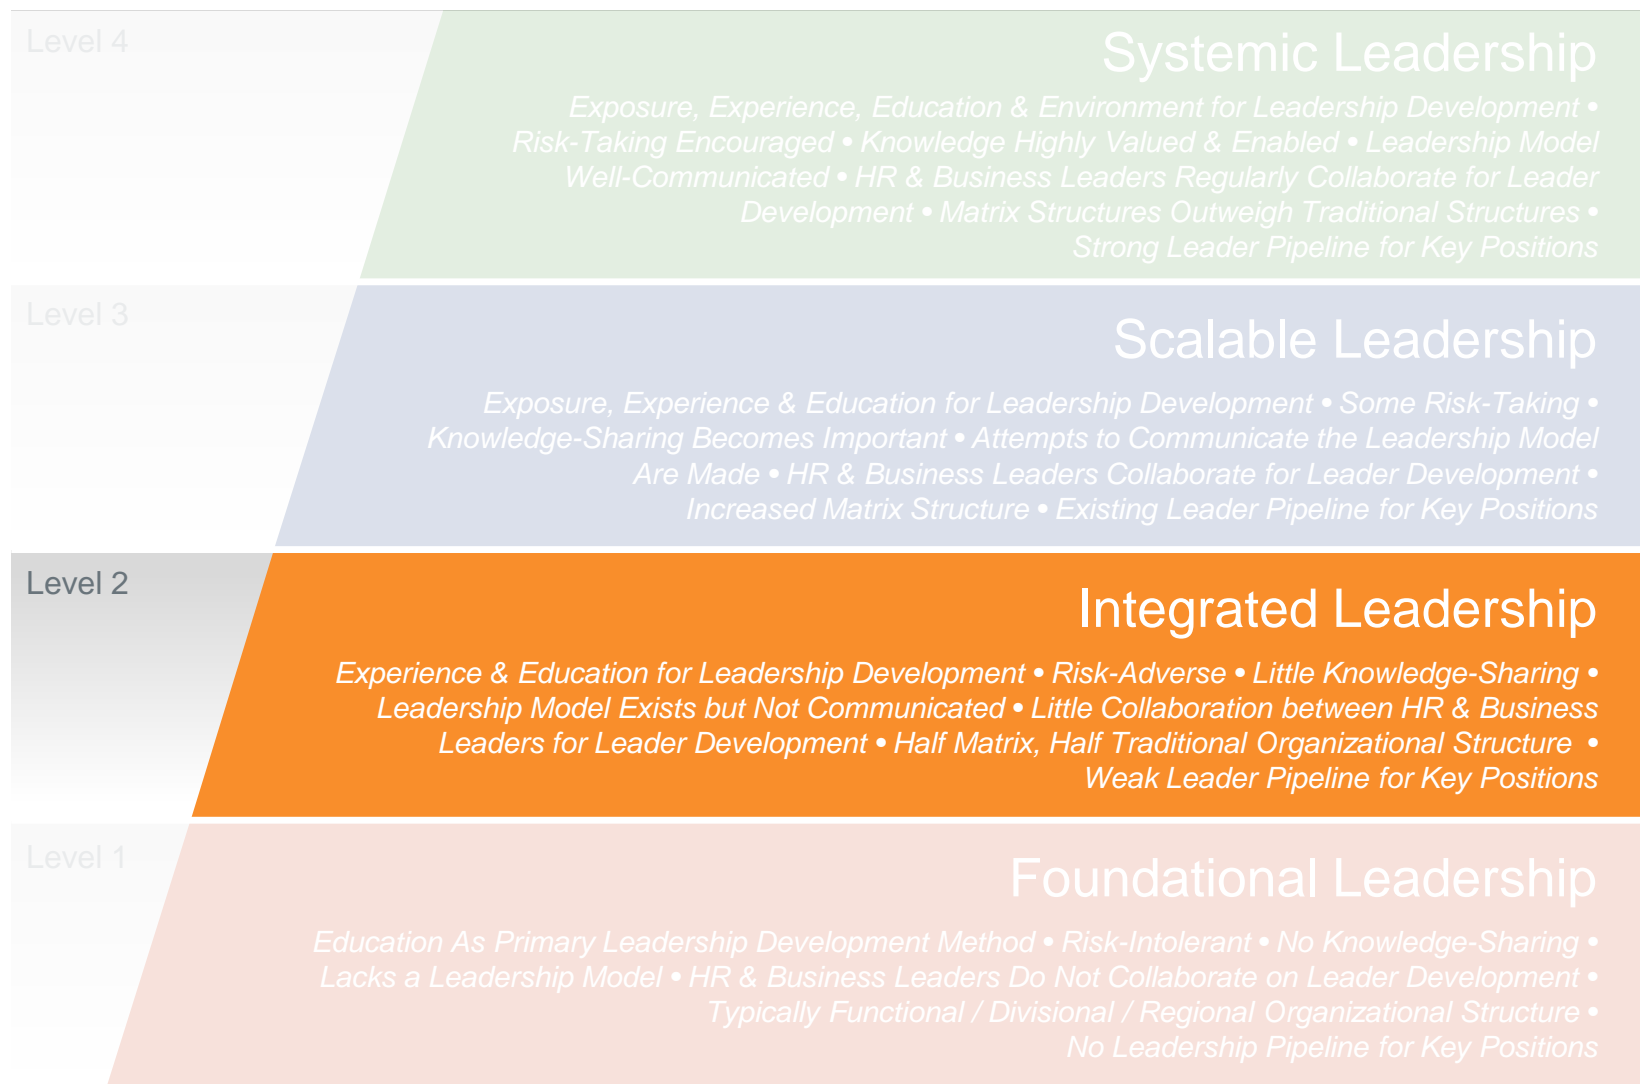 Level 4
Systemic Leadership
Exposure, Experience, Education & Environment for Leadership Development •
Risk-Taking Encouraged • Knowledge Highly Valued & Enabled • Leadership Model
Well-Communicated • HR & Business Leaders Regularly Collaborate for Leader
Development • Matrix Structures Outweigh Traditional Structures •
Strong Leader Pipeline for Key Positions
Level 3
Scalable Leadership
Exposure, Experience & Education for Leadership Development • Some Risk-Taking •
Knowledge-Sharing Becomes Important • Attempts to Communicate the Leadership Model
Are Made • HR & Business Leaders Collaborate for Leader Development •
Increased Matrix Structure • Existing Leader Pipeline for Key Positions
Level 2
Integrated Leadership
Experience & Education for Leadership Development • Risk-Adverse • Little Knowledge-Sharing •
Leadership Model Exists but Not Communicated • Little Collaboration between HR & Business
Leaders for Leader Development • Half Matrix, Half Traditional Organizational Structure •
Weak Leader Pipeline for Key Positions
Level 1
Foundational Leadership
Education As Primary Leadership Development Method • Risk-Intolerant • No Knowledge-Sharing •
Lacks a Leadership Model • HR & Business Leaders Do Not Collaborate on Leader Development •
Typically Functional / Divisional / Regional Organizational Structure •
No Leadership Pipeline for Key Positions